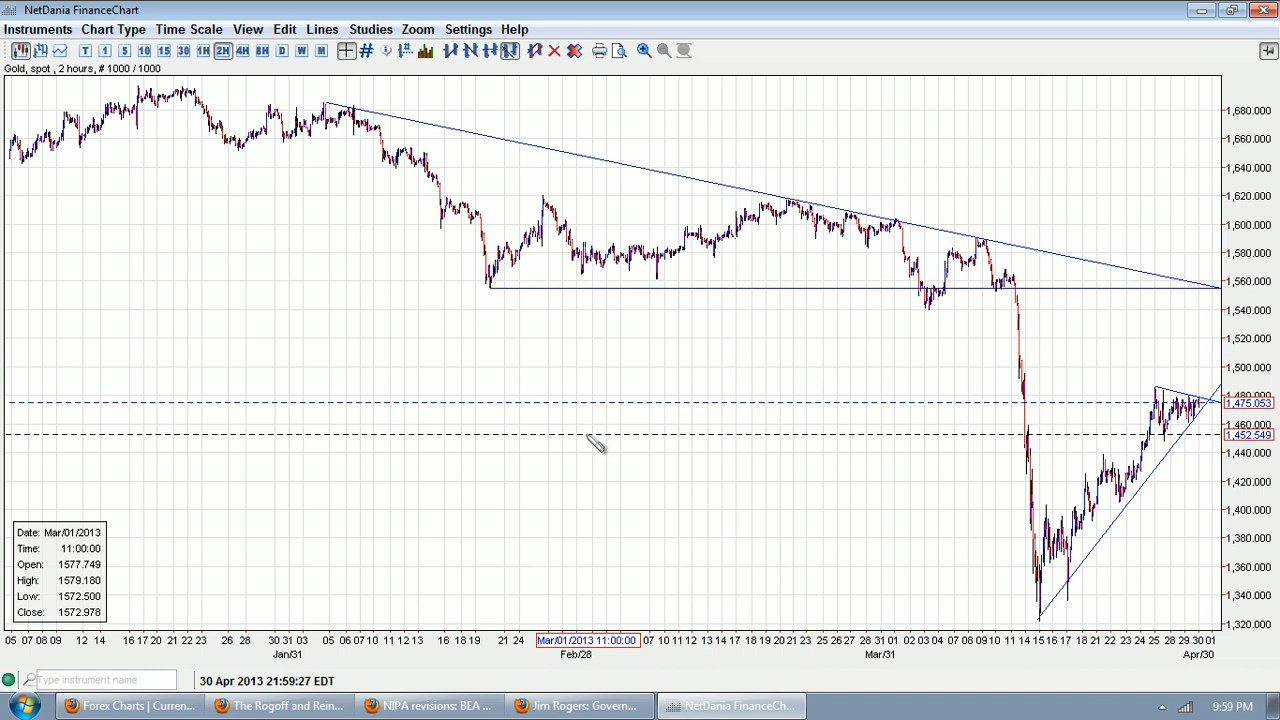 NetDania FinanceChart
Instruments Chart Type Time Scale View Edit Lines Studies Zoom Settings Help
T 1 5 10 15 30 1H 2H 4H 8H D W M
Gold, spot , 2 hours, # 1000 / 1000
1,680.000
1,660.000
1,640.000
1,620.000
1,600.000
1,580.000
1,560.000
1,540.000
1,520.000
1,500.000
1,480.000
1,475.053
1,460.000
1,452.549
1,440.000
1,420.000
1,400.000
1,380.000
1,360.000
1,340.000
1,320.000
Date: Mar/01/2013
Time: 11:00:00
Open: 1577.749
High: 1579.180
Low: 1572.500
Close: 1572.978
05 07 08 09 12 14 16 17 20 21 22 23 26 28 30 31 03 05 06 07 10 11 12 13 16 18 19 21 24 Mar/01/2013 11:00:00 07 10 11 12 13 14 17 18 19 20 21 22 25 26 27 28 01 02 03 04 07 08 09 10 11 14 15 16 17 18 21 22 23 24 25 28 29 30 01
Jan/31 Feb/28 Mar/31 Apr/30
Type instrument name 30 Apr 2013 21:59:27 EDT
Forex Charts | Curren... The Rogoff and Rein... NIPA revisions: BEA ... Jim Rogers: Govern... NetDania FinanceChar... 9:59 PM